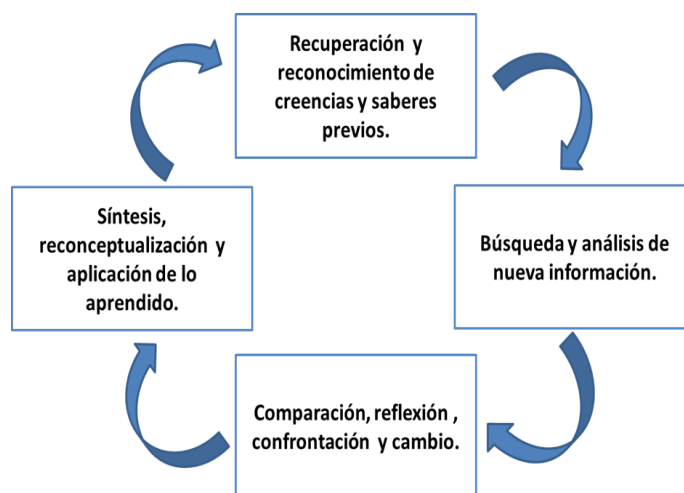 Recuperación y
reconocimiento de
creencias y saberes
previos.
Búsqueda y análisis de
nueva información.
Comparación, reflexión ,
confrontación y cambio.
Síntesis,
reconceptualización y
aplicación de lo
aprendido.